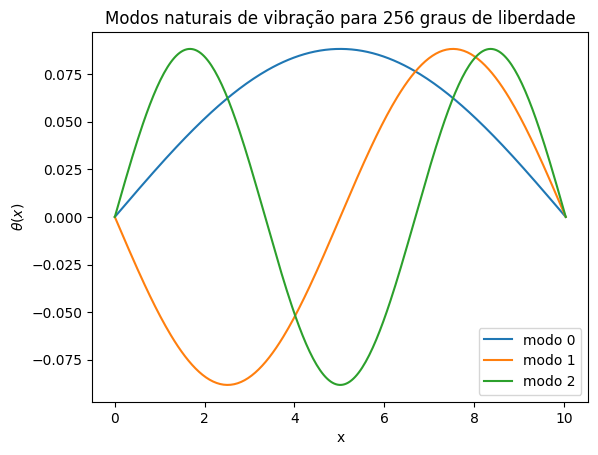 Modos naturais de vibração para 256 graus de liberdade
0.075
0.050
0.025
0.000
−0.025
−0.050
−0.075
θ(x)
0 2 4 6 8 10
x
modo 0
modo 1
modo 2